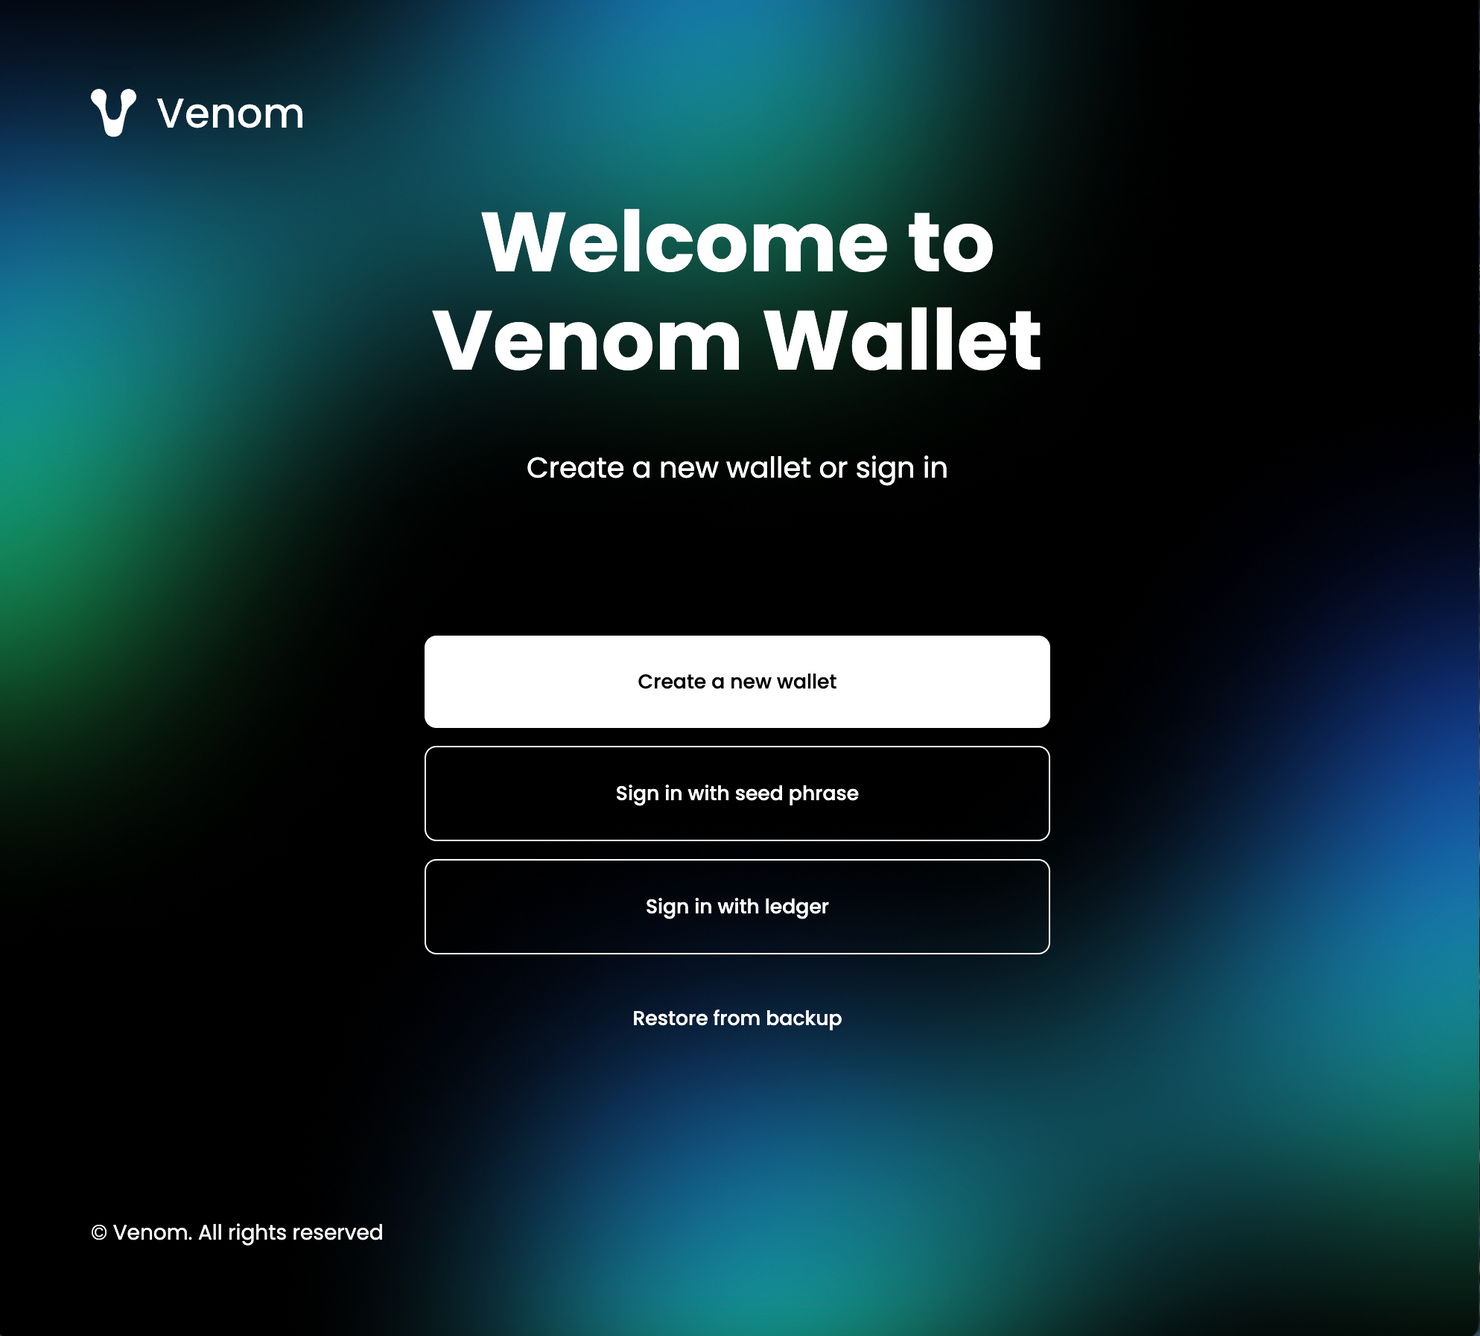 Venom
Welcome to
Venom Wallet
Create a new wallet or sign in
Create a new wallet
Sign in with seed phrase
Sign in with ledger
Restore from backup
© Venom. All rights reserved